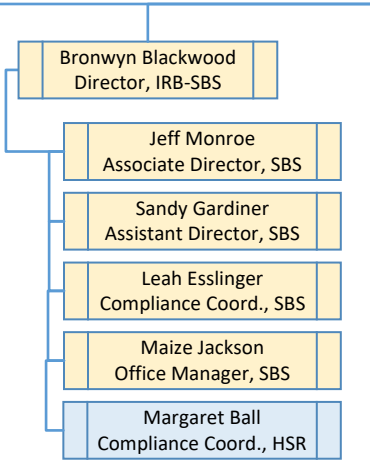 Bronwyn Blackwood
Director, IRB-SBS
Jeff Monroe
Associate Director, SBS
Sandy Gardiner
Assistant Director, SBS
Leah Esslinger
Compliance Coord., SBS
Maize Jackson
Office Manager, SBS
Margaret Ball
Compliance Coord., HSR